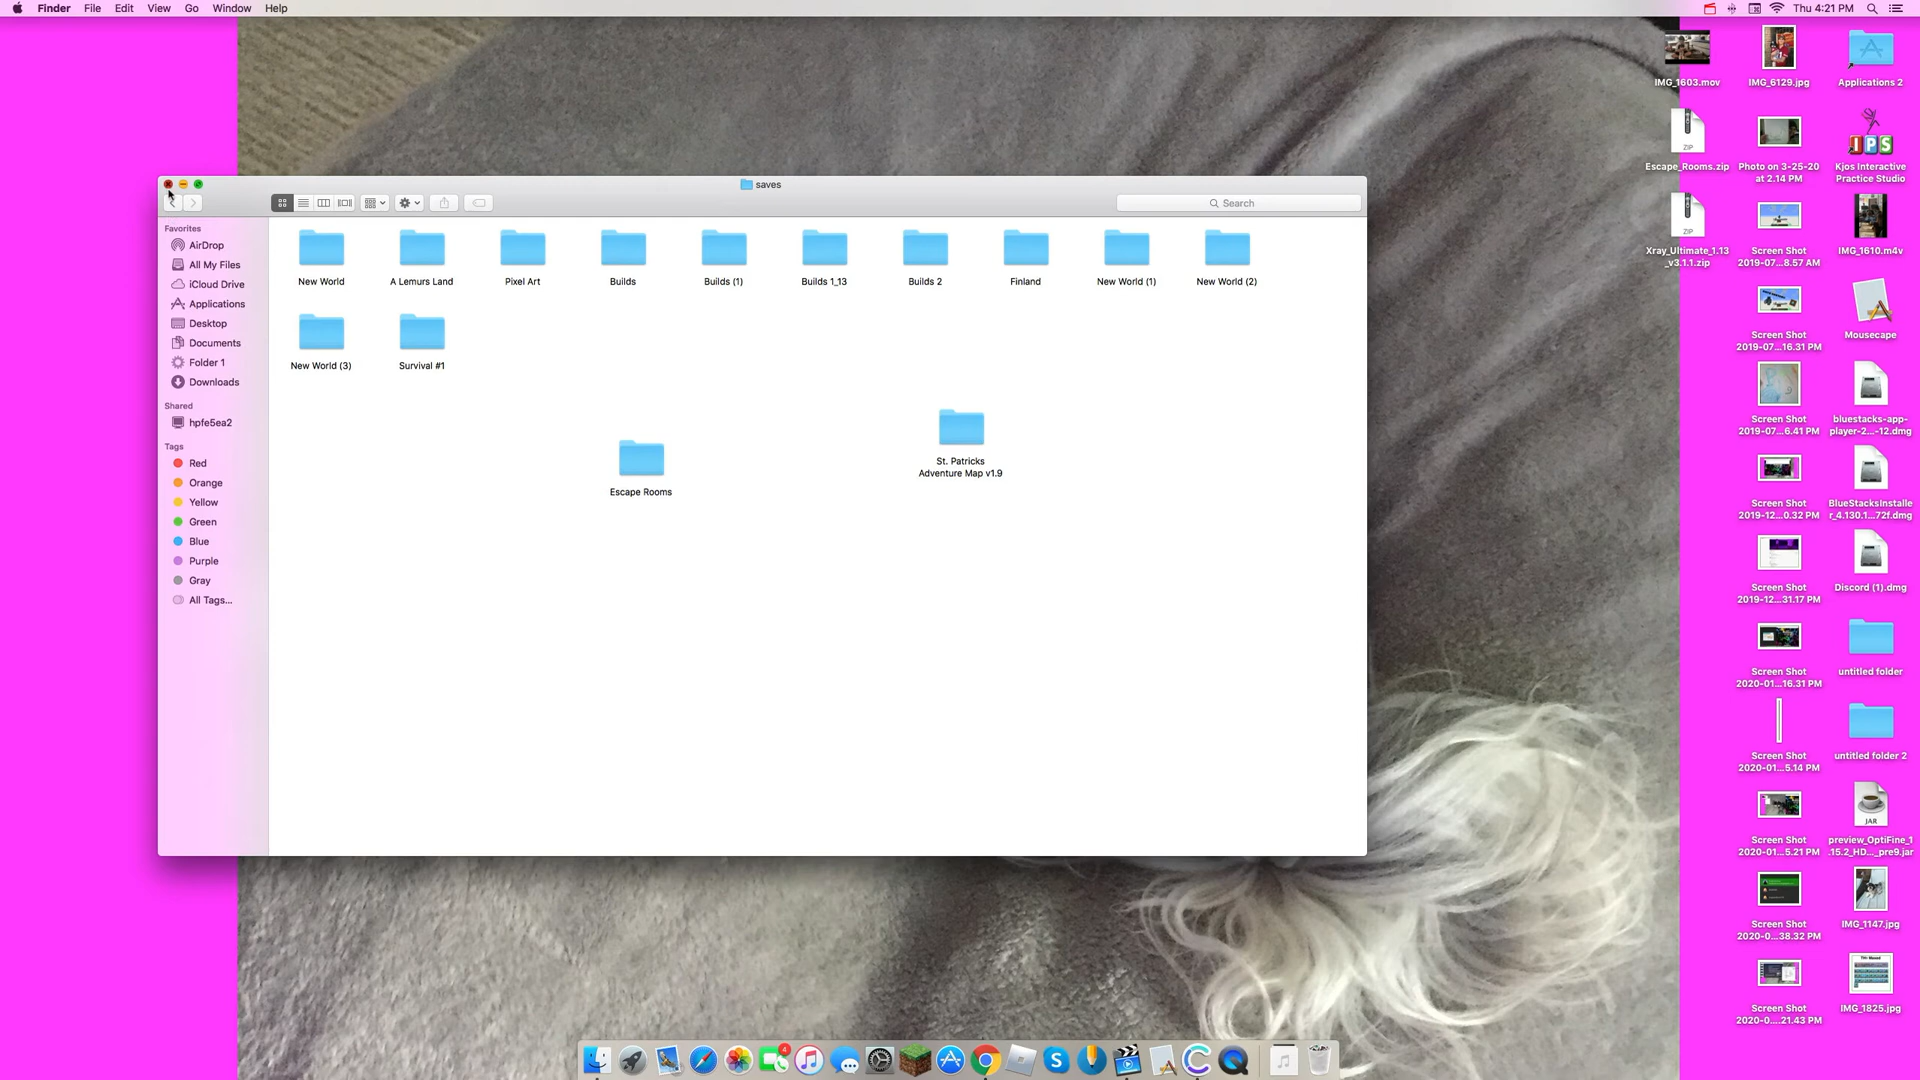 Finder File Edit View Go Window Help
Thu 4:21 PM
saves
Search
Favorites
AirDrop
All My Files
iCloud Drive
Applications
Desktop
Documents
Folder 1
Downloads
Shared
hpfe5ea2
Tags
Red
Orange
Yellow
Green
Blue
Purple
Gray
All Tags...
New World
A Lemurs Land
Pixel Art
Builds
Builds (1)
Builds 1_13
Builds 2
Finland
New World (1)
New World (2)
New World (3)
Survival #1
Escape Rooms
St. Patricks
Adventure Map v1.9
IMG_1603.mov
IMG_6129.jpg
Applications 2
ZIP
Escape_Rooms.zip
Photo on 3-25-20
at 2.14 PM
IPS
Kjos Interactive
Practice Studio
ZIP
Xray_Ultimate_1.13
_v3.1.1.zip
Screen Shot
2019-07...8.57 AM
IMG_1610.m4v
Screen Shot
2019-07...16.31 PM
Mousecape
Screen Shot
2019-07...6.41 PM
bluestacks-app-
player-2...-12.dmg
Screen Shot
2019-12...0.32 PM
BlueStacksInstalle
r_4.130.1...72f.dmg
Screen Shot
2019-12...31.17 PM
Discord (1).dmg
Screen Shot
2020-01...16.31 PM
untitled folder
Screen Shot
2020-01...5.14 PM
untitled folder 2
Screen Shot
2020-01...5.21 PM
JAR
preview_OptiFine_1
.15.2_HD..._pre9.jar
Screen Shot
2020-0...38.32 PM
IMG_1147.jpg
Screen Shot
2020-0....21.43 PM
IMG_1825.jpg
4